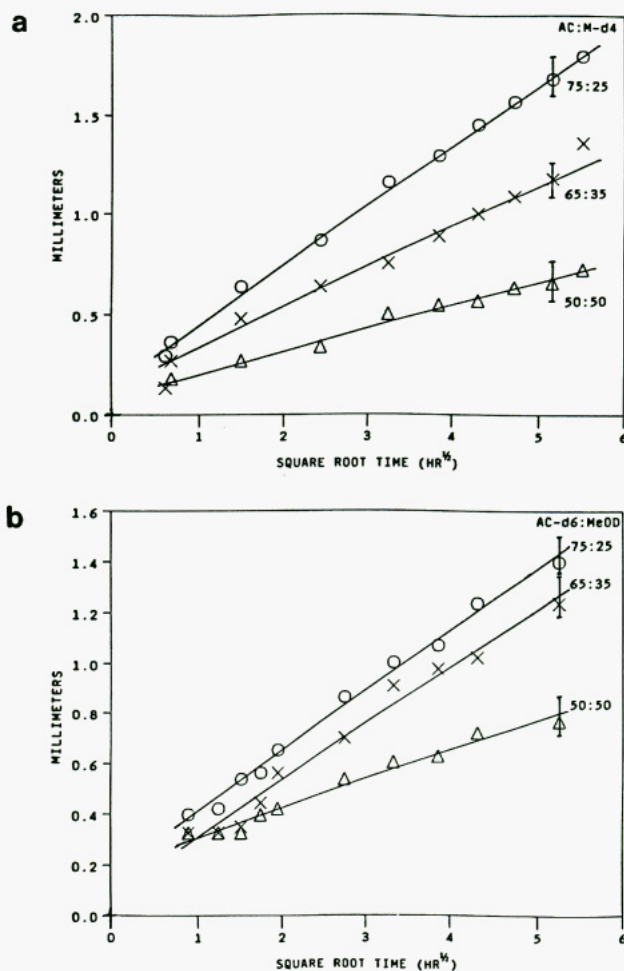 a
AC:M-d4
2.0
75:25
1.5
65:35
MILLIMETERS
1.0
0.5
50:50
0.0
0 1 2 3 4 5 6
SQUARE ROOT TIME (HR½)
b
AC-d6:MeOD
1.6
75:25
1.4
65:35
1.2
1.0
MILLIMETERS
0.8
50:50
0.6
0.4
0.2
0.0
0 1 2 3 4 5 6
SQUARE ROOT TIME (HR½)